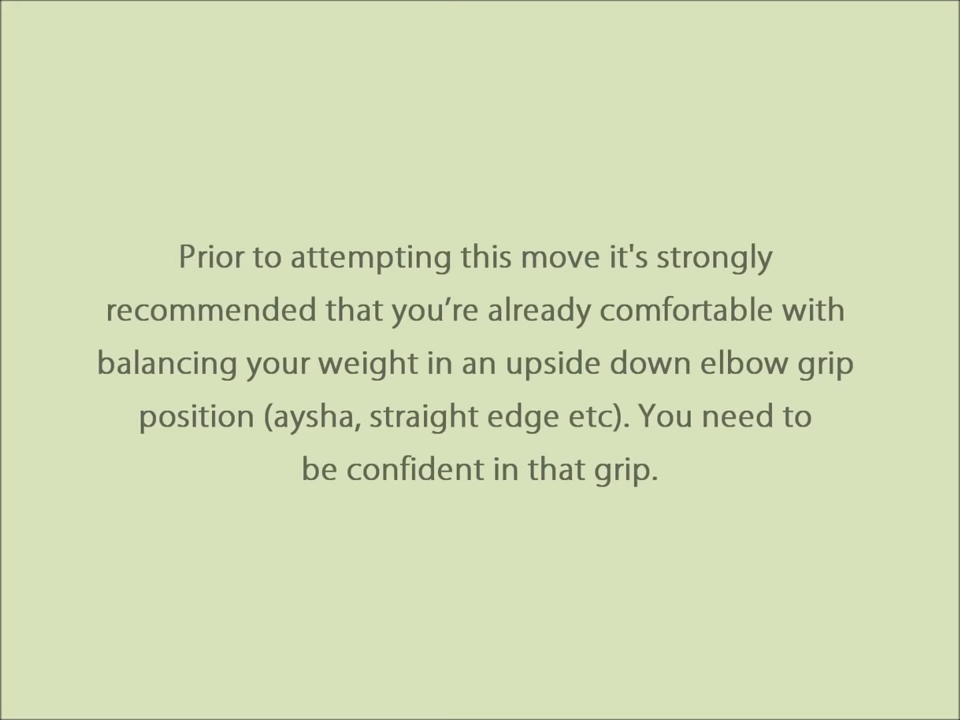 Prior to attempting this move it's strongly
recommended that you’re already comfortable with
balancing your weight in an upside down elbow grip
position (aysha, straight edge etc). You need to
be confident in that grip.